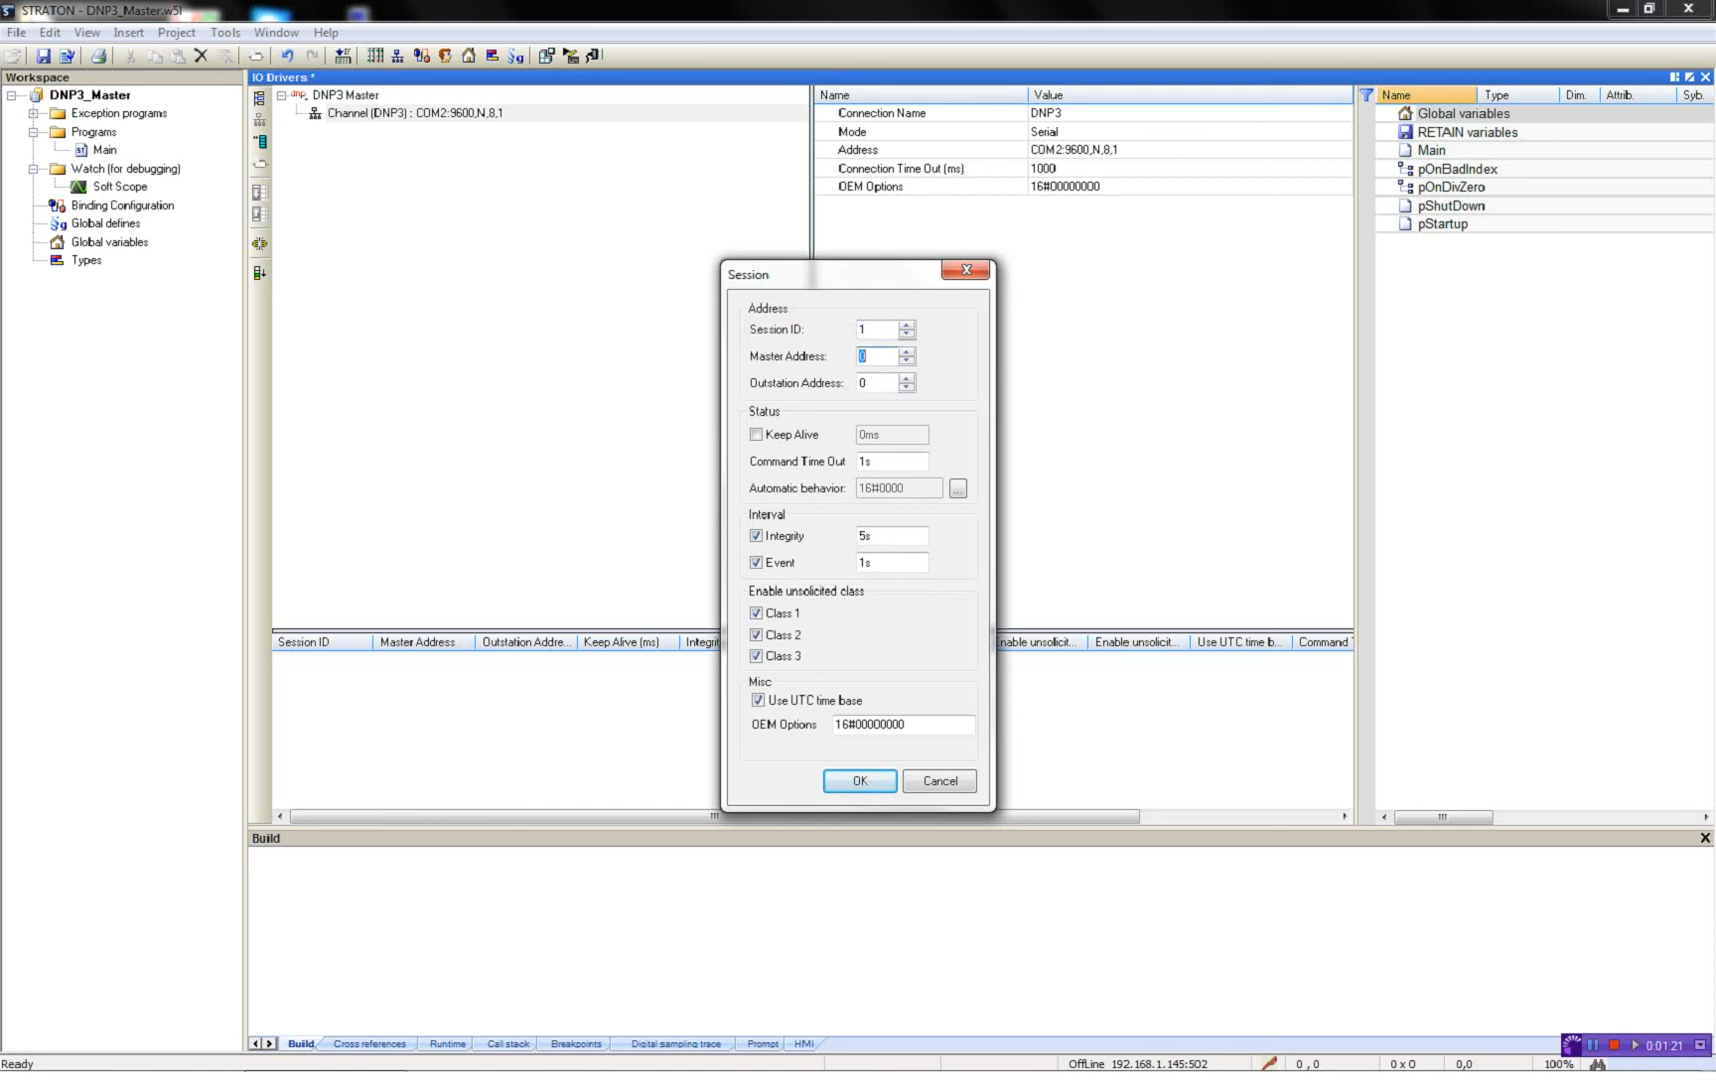 STRATON - DNP3_Master.w5l
File Edit View Insert Project Tools Window Help
Workspace
DNP3_Master
Exception programs
Programs
Main
Watch (for debugging)
Soft Scope
Binding Configuration
Global defines
Global variables
Types
IO Drivers *
DNP3 Master
Channel (DNP3) : COM2:9600,N,8,1
Name Value
Connection Name DNP3
Mode Serial
Address COM2:9600,N,8,1
Connection Time Out (ms) 1000
OEM Options 16#00000000
Name Type Dim. Attrib. Syb.
Global variables
RETAIN variables
Main
pOnBadIndex
pOnDivZero
pShutDown
pStartup
Session
Address
Session ID: 1
Master Address: 0
Outstation Address: 0
Status
Keep Alive 0ms
Command Time Out 1s
Automatic behavior: 16#0000 ...
Interval
Integrity 5s
Event 1s
Enable unsolicited class
Class 1
Class 2
Class 3
Misc
Use UTC time base
OEM Options 16#00000000
OK Cancel
Session ID Master Address Outstation Addre... Keep Alive (ms) Integrit nable unsolicit... Enable unsolicit... Use UTC time b... Command
Build
Build Cross references Runtime Call stack Breakpoints Digital sampling trace Prompt HMI
0:01:21
Ready OffLine 192.168.1.145:502 0 , 0 0 x 0 0,0 100%